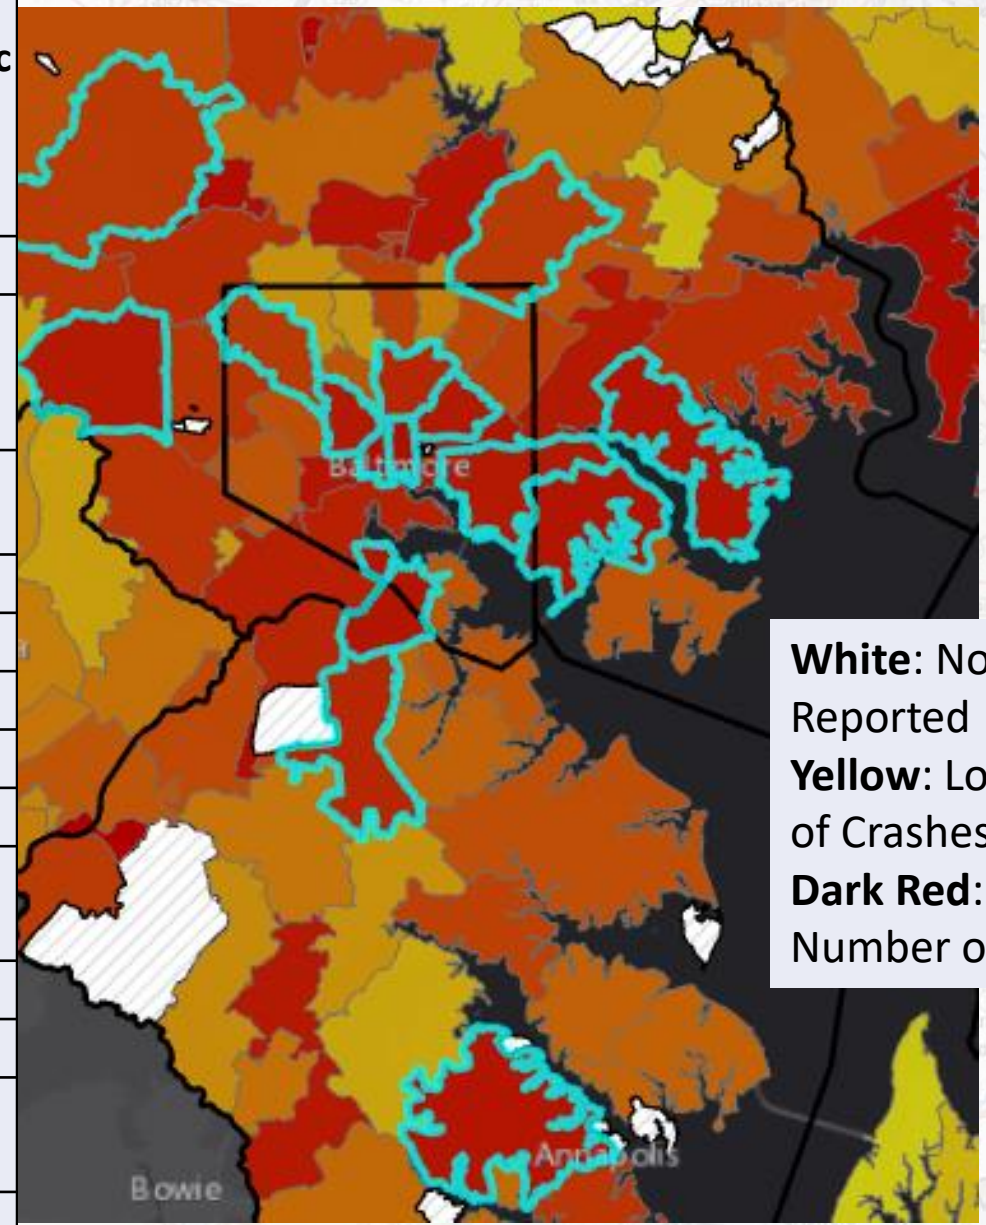 c
Baltimore
White: No
Reported
Yellow: Lo
of Crashes
Dark Red:
Number o
Annapolis
Bowie